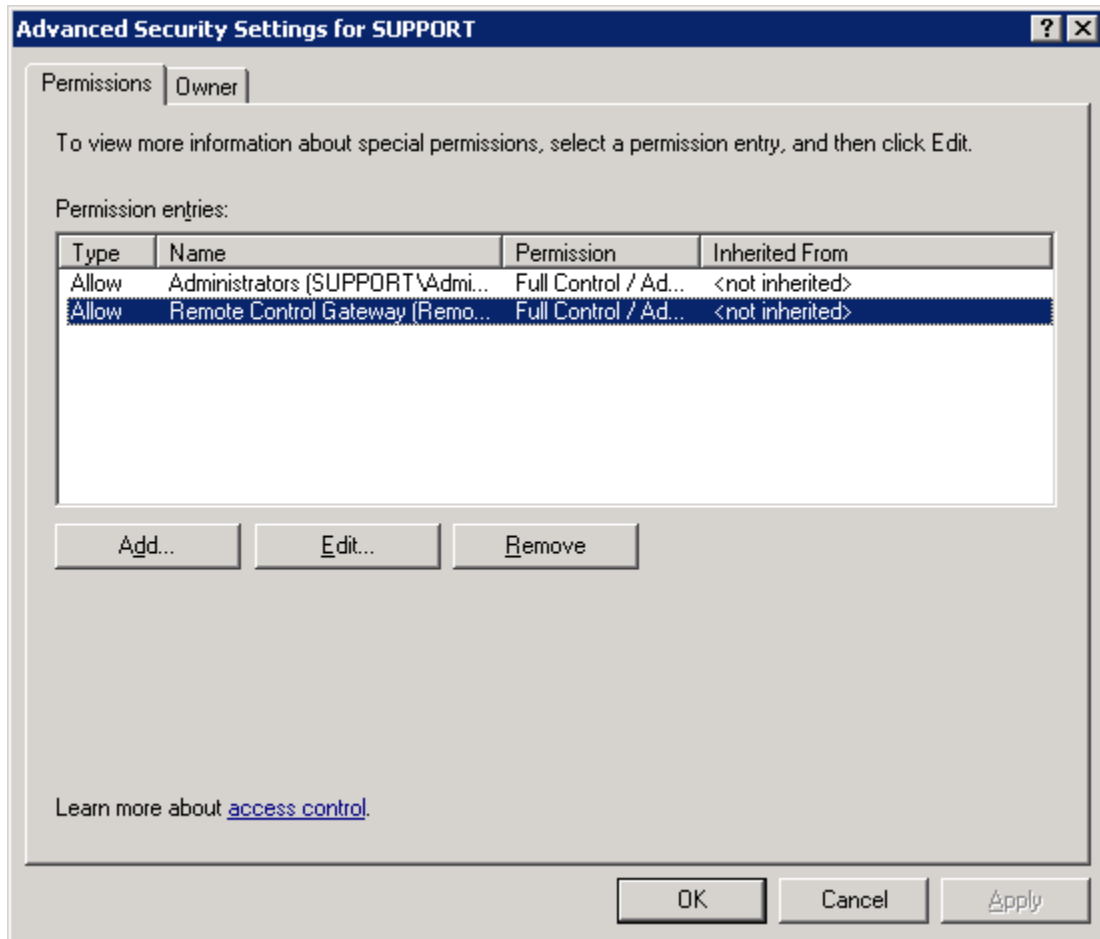 Advanced Security Settings for SUPPORT
Permissions Owner
To view more information about special permissions, select a permission entry, and then click Edit.
Permission entries:
Type Name Permission Inherited From
Allow Administrators (SUPPORT\Admi... Full Control / Ad... <not inherited>
Allow Remote Control Gateway (Remo... Full Control / Ad... <not inherited>
Add... Edit... Remove
Learn more about access control.
OK Cancel Apply